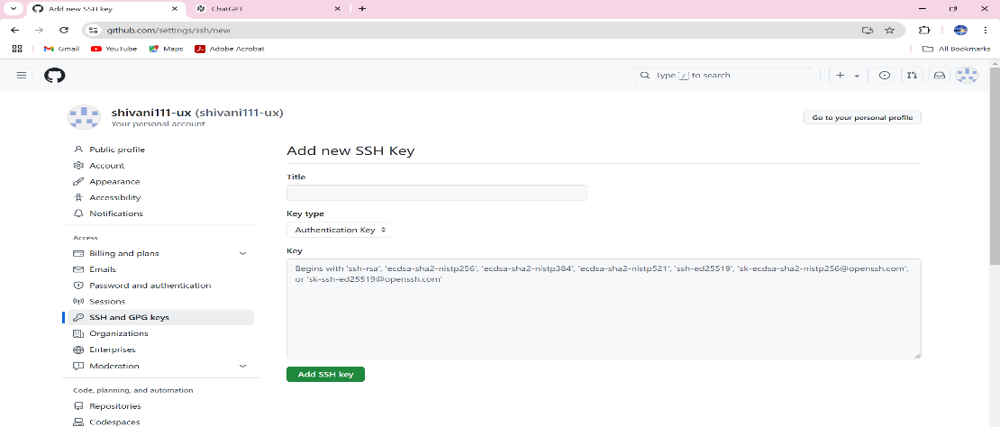 Add new SSH key
ChatGPT
github.com/settings/ssh/new
Gmail
YouTube
Maps
Adobe Acrobat
All Bookmarks
Type / to search
shivani111-ux (shivani111-ux)
Your personal account
Go to your personal profile
Public profile
Account
Appearance
Accessibility
Notifications
Access
Billing and plans
Emails
Password and authentication
Sessions
SSH and GPG keys
Organizations
Enterprises
Moderation
Code, planning, and automation
Repositories
Codespaces
Add new SSH Key
Title
Key type
Authentication Key
Key
Begins with 'ssh-rsa', 'ecdsa-sha2-nistp256', 'ecdsa-sha2-nistp384', 'ecdsa-sha2-nistp521', 'ssh-ed25519', 'sk-ecdsa-sha2-nistp256@openssh.com',
or 'sk-ssh-ed25519@openssh.com'
Add SSH key